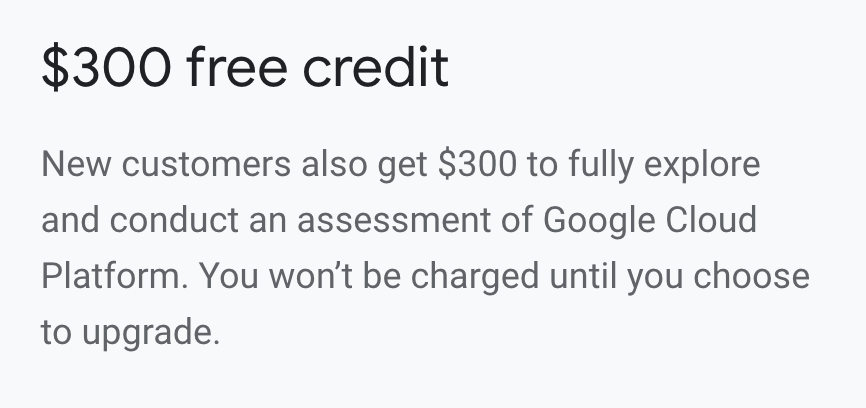 $300 free credit
New customers also get $300 to fully explore
and conduct an assessment of Google Cloud
Platform. You won’t be charged until you choose
to upgrade.